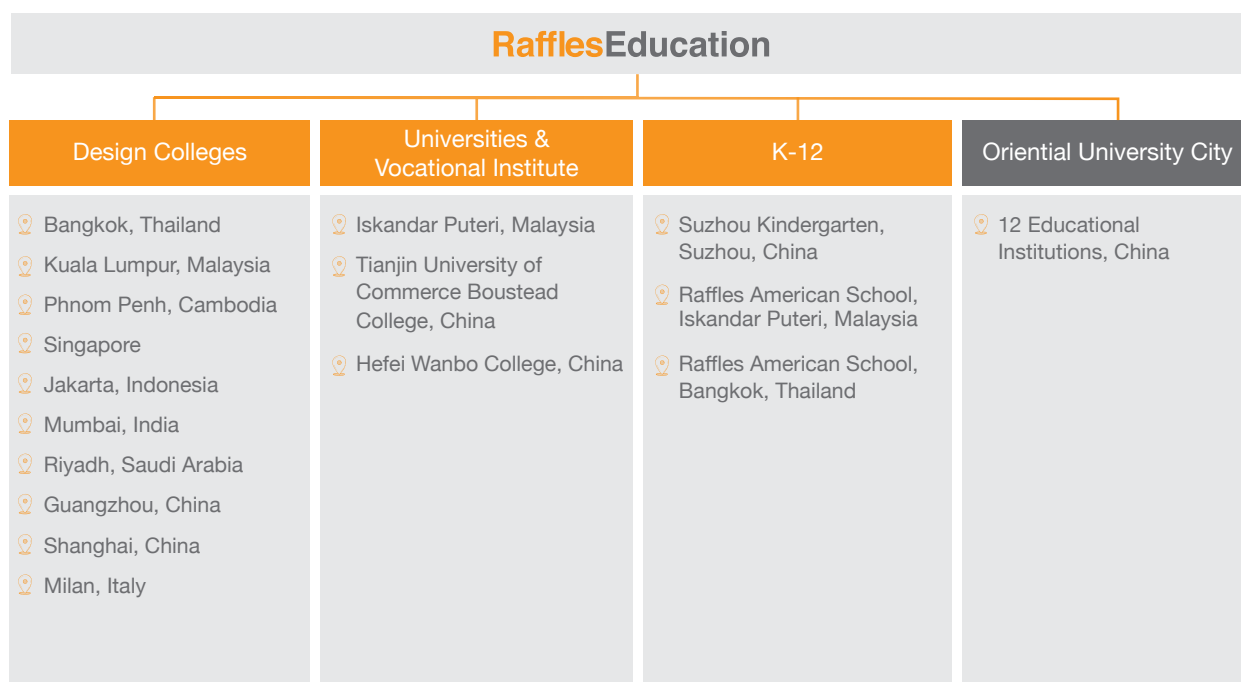 RafflesEducation
Design Colleges
Bangkok, Thailand
Kuala Lumpur, Malaysia
Phnom Penh, Cambodia
Singapore
Jakarta, Indonesia
Mumbai, India
Riyadh, Saudi Arabia
Guangzhou, China
Shanghai, China
Milan, Italy
Universities &
Vocational Institute
Iskandar Puteri, Malaysia
Tianjin University of
Commerce Boustead
College, China
Hefei Wanbo College, China
K-12
Suzhou Kindergarten,
Suzhou, China
Raffles American School,
Iskandar Puteri, Malaysia
Raffles American School,
Bangkok, Thailand
Oriential University City
12 Educational
Institutions, China